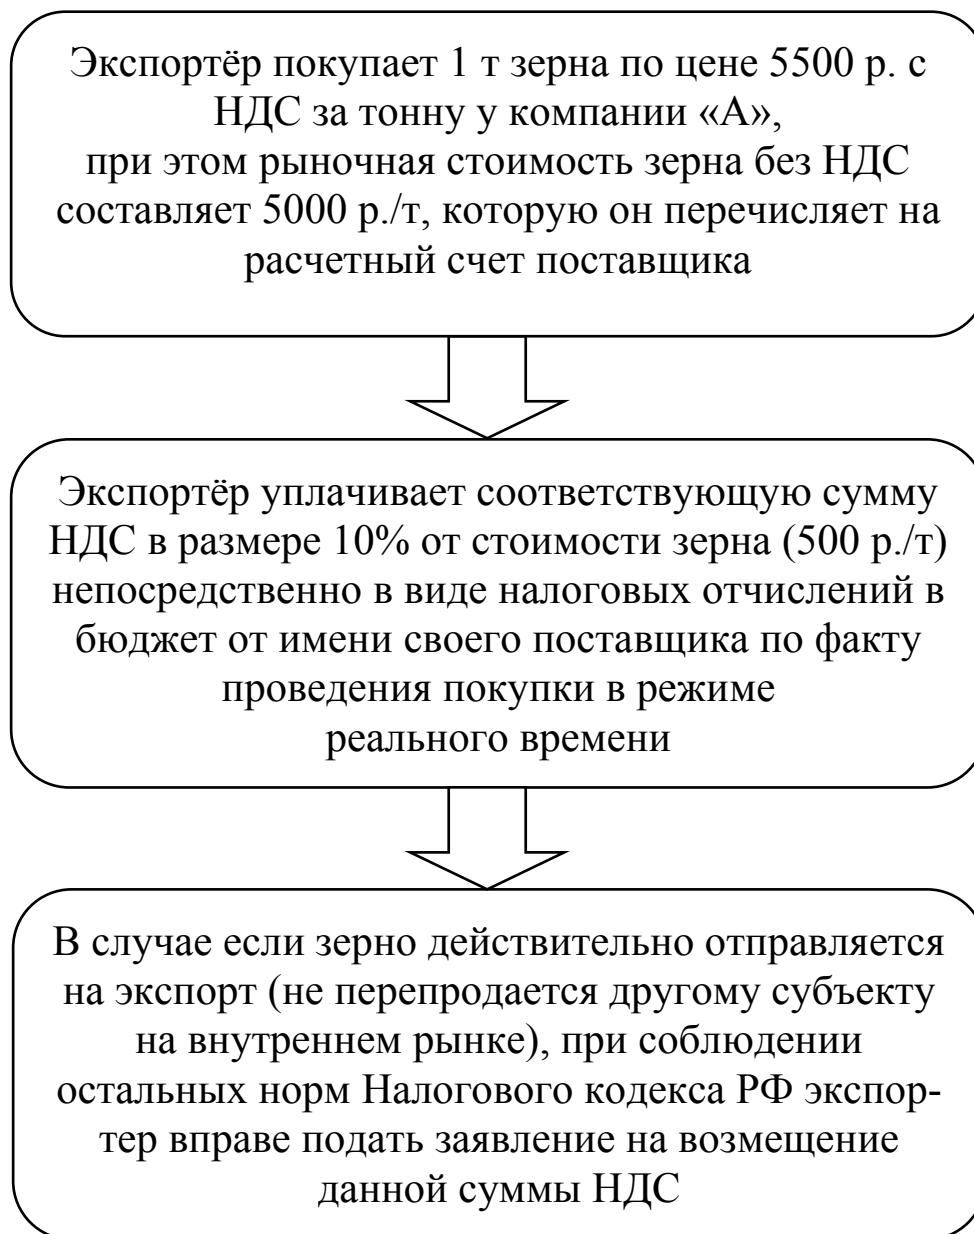 Экспортёр покупает 1 т зерна по цене 5500 р. с
НДС за тонну у компании «А»,
при этом рыночная стоимость зерна без НДС
составляет 5000 р./т, которую он перечисляет на
расчетный счет поставщика
Экспортёр уплачивает соответствующую сумму
НДС в размере 10% от стоимости зерна (500 р./т)
непосредственно в виде налоговых отчислений в
бюджет от имени своего поставщика по факту
проведения покупки в режиме
реального времени
В случае если зерно действительно отправляется
на экспорт (не перепродается другому субъекту
на внутреннем рынке), при соблюдении
остальных норм Налогового кодекса РФ экспор-
тер вправе подать заявление на возмещение
данной суммы НДС